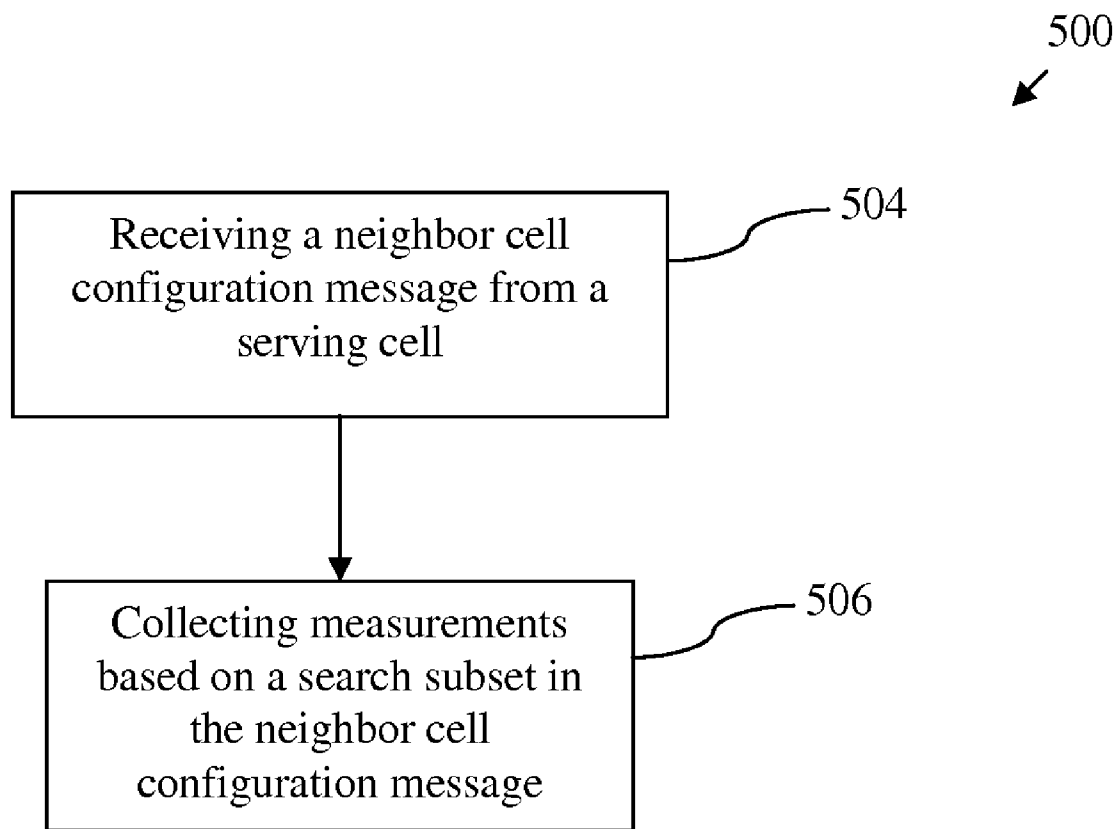 500
Receiving a neighbor cell
configuration message from a
serving cell
504
Collecting measurements
based on a search subset in
the neighbor cell
configuration message
506